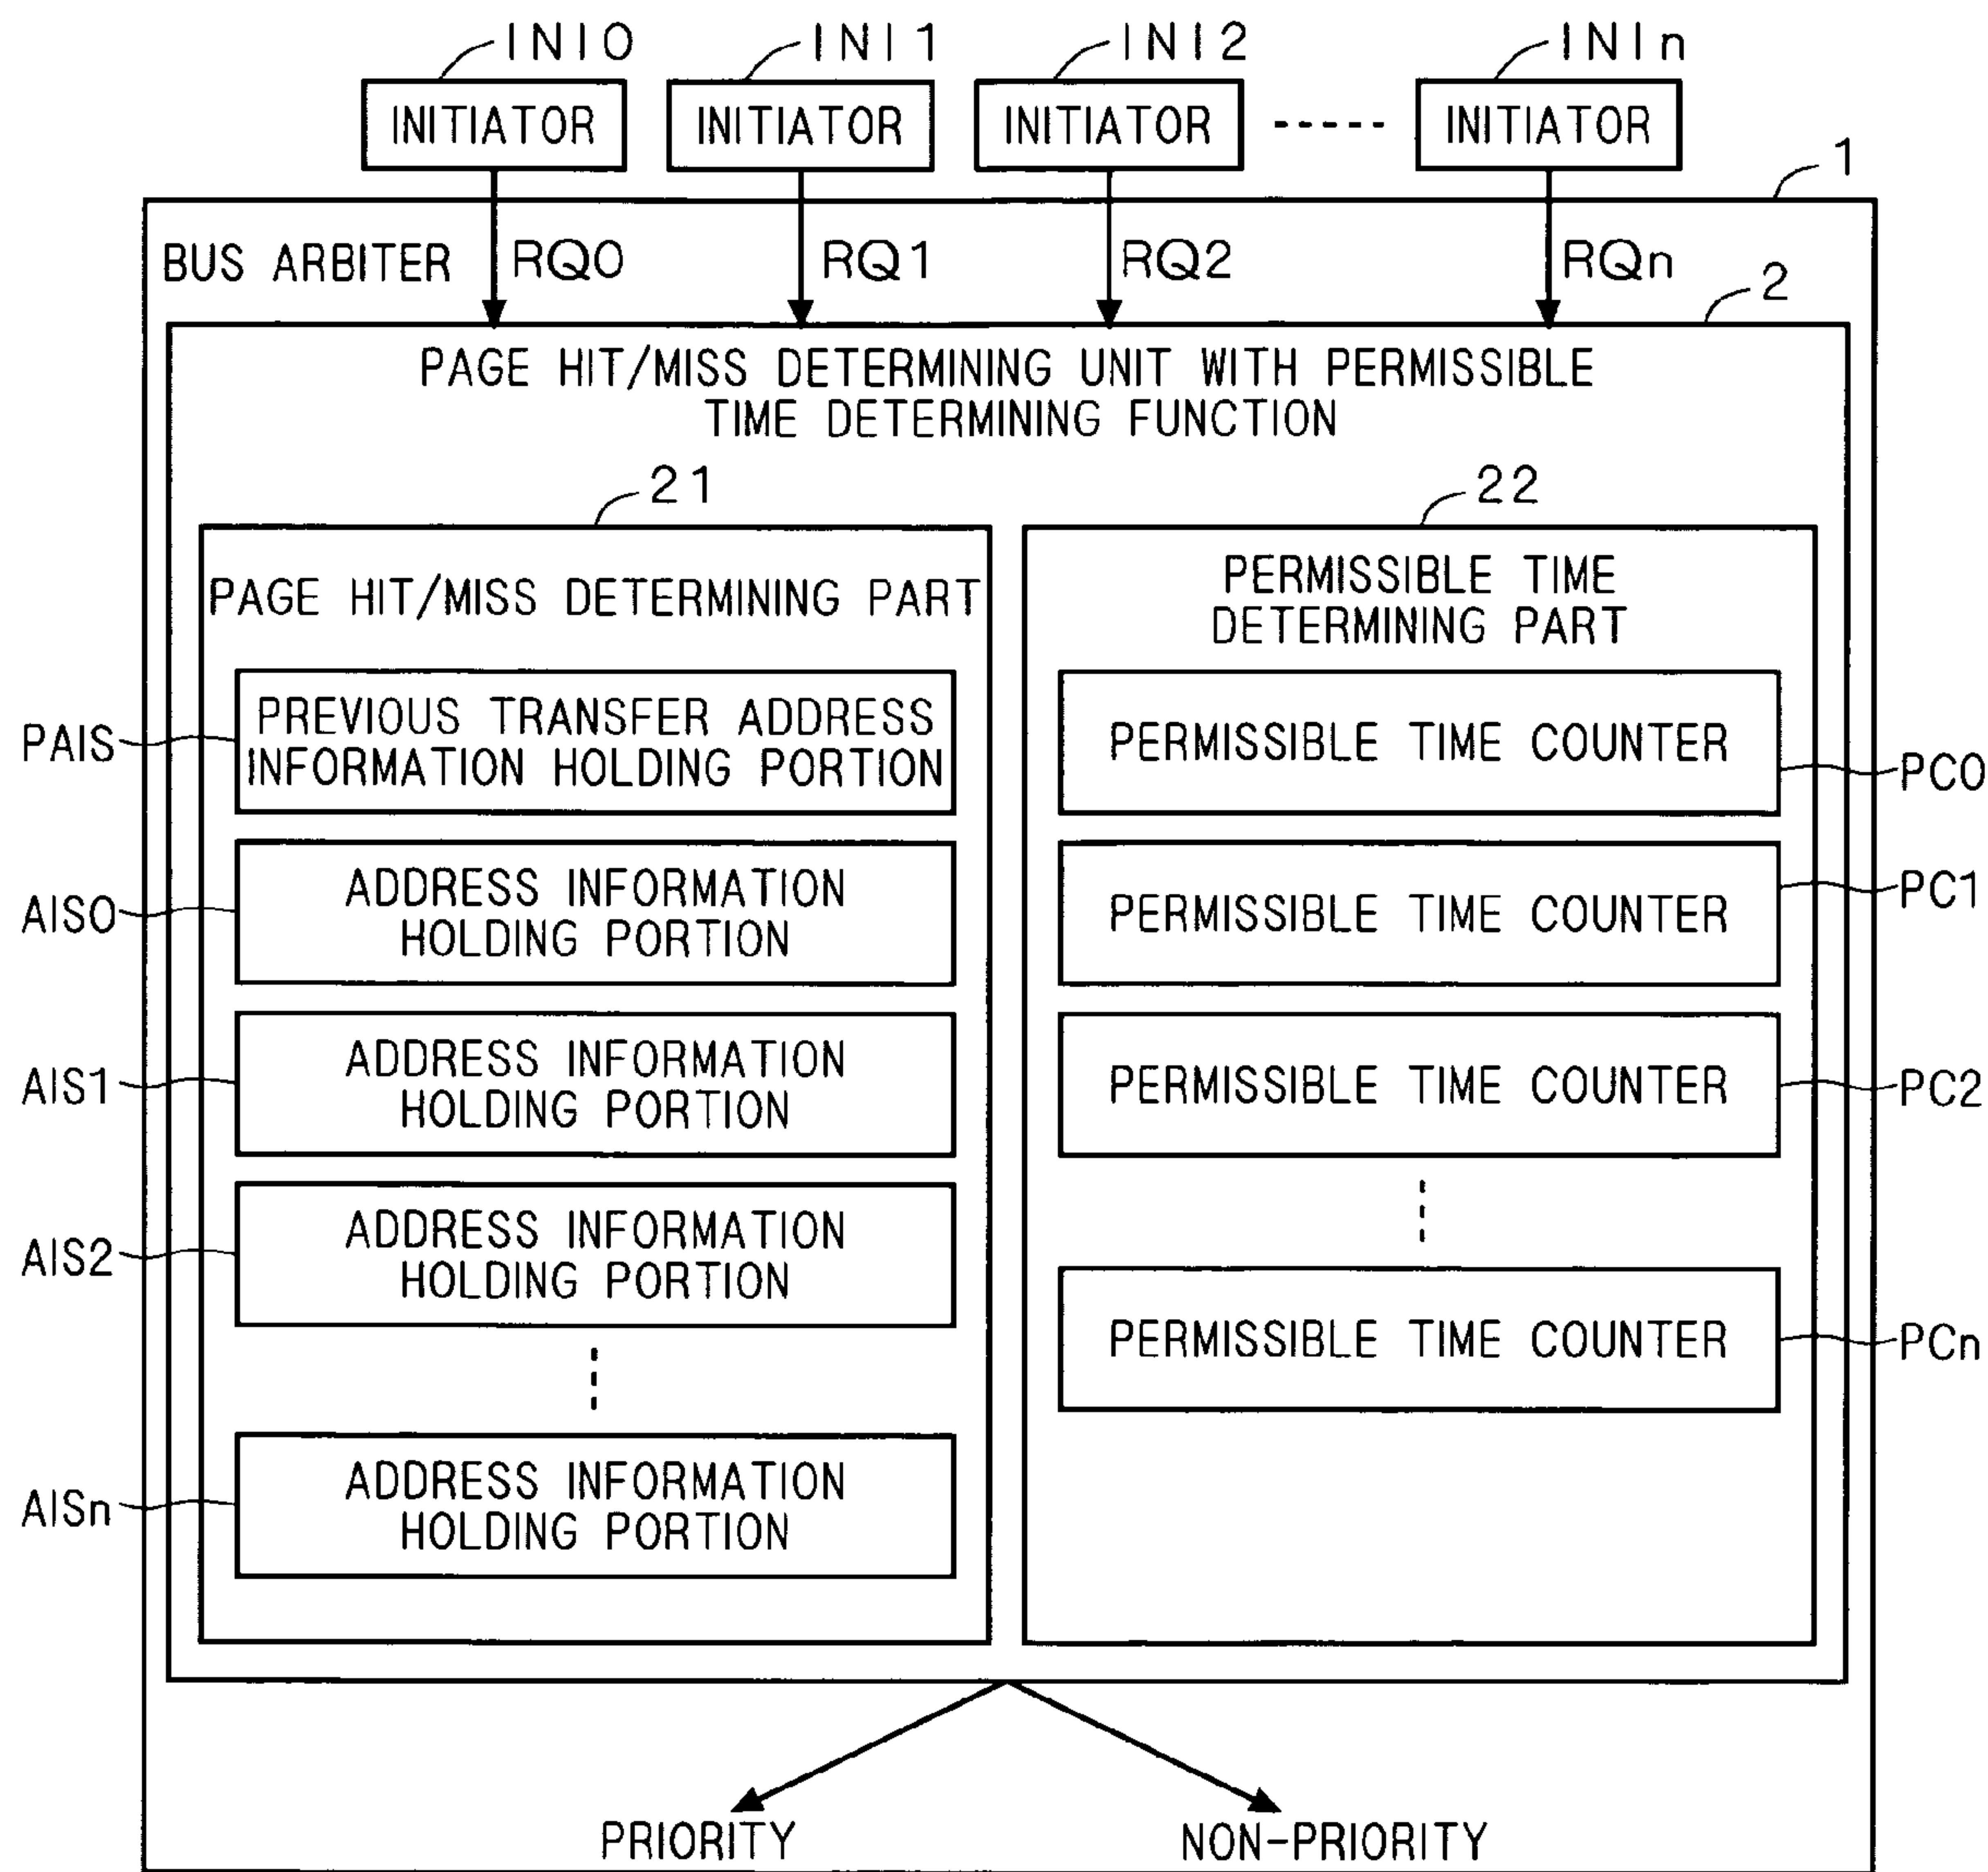 INI0 INI1 INI2 INIn
INITIATOR INITIATOR INITIATOR INITIATOR
1
BUS ARBITER RQ0 RQ1 RQ2 RQn
2
PAGE HIT/MISS DETERMINING UNIT WITH PERMISSIBLE
TIME DETERMINING FUNCTION
21
PAGE HIT/MISS DETERMINING PART
PAIS
PREVIOUS TRANSFER ADDRESS
INFORMATION HOLDING PORTION
AIS0
ADDRESS INFORMATION
HOLDING PORTION
AIS1
ADDRESS INFORMATION
HOLDING PORTION
AIS2
ADDRESS INFORMATION
HOLDING PORTION
AISn
ADDRESS INFORMATION
HOLDING PORTION
22
PERMISSIBLE TIME
DETERMINING PART
PERMISSIBLE TIME COUNTER
PC0
PERMISSIBLE TIME COUNTER
PC1
PERMISSIBLE TIME COUNTER
PC2
PERMISSIBLE TIME COUNTER
PCn
PRIORITY NON-PRIORITY